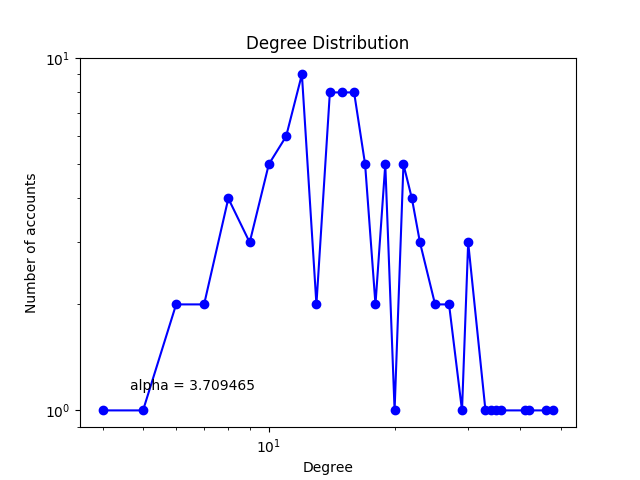 Degree Distribution
10¹
Number of accounts
alpha = 3.709465
10⁰
10¹
Degree